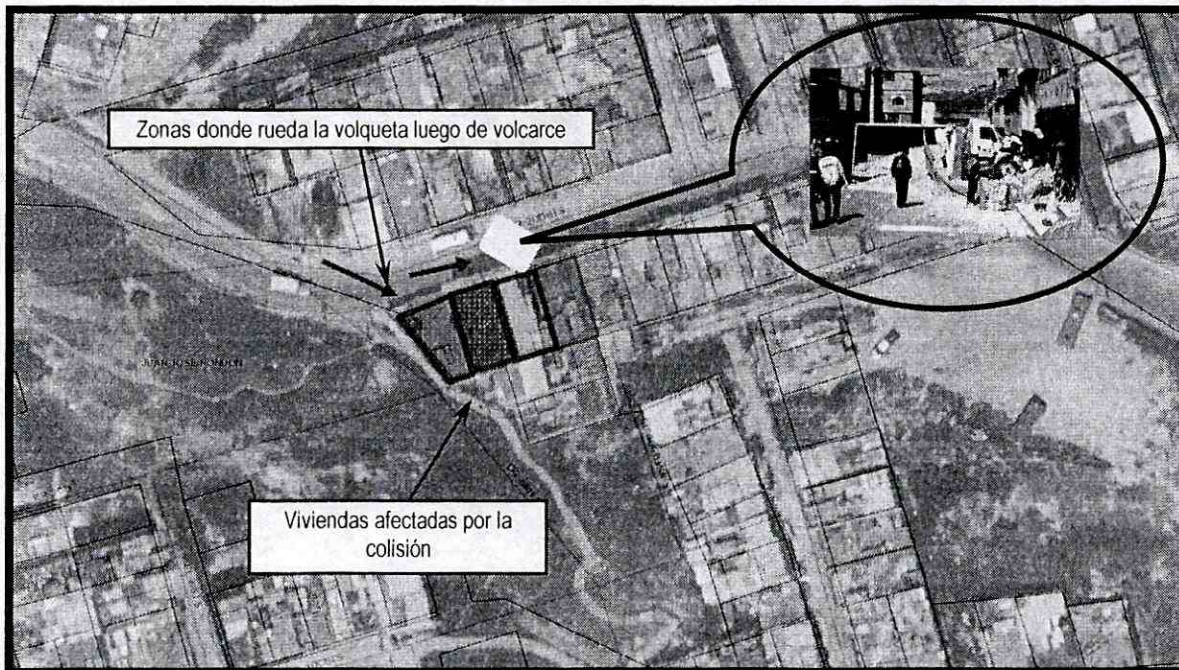 Zonas donde rueda la volqueta luego de volcarce
Viviendas afectadas por la
colisión